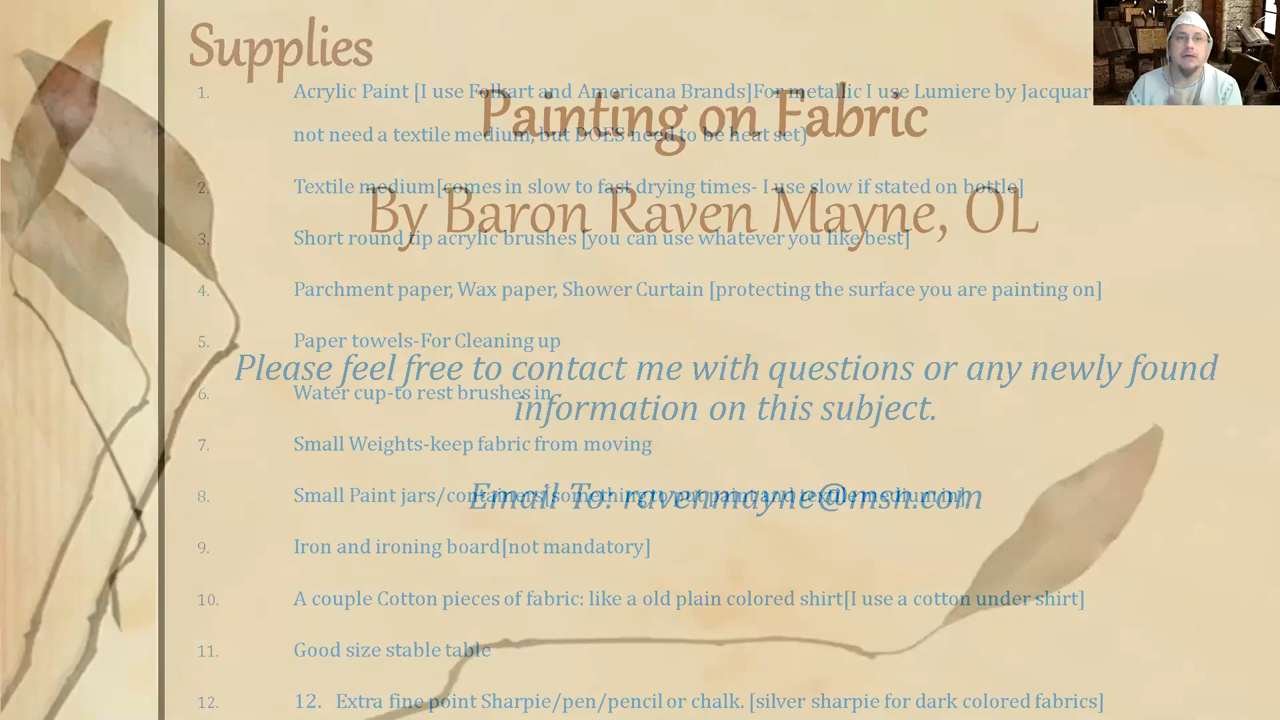 Supplies
Painting on Fabric
By Baron Raven Mayne, OL
Please feel free to contact me with questions or any newly found
information on this subject.
Email To: ravenmayne@msn.com
1. Acrylic Paint [I use Folkart and Americana Brands]For metallic I use Lumiere by Jacquar
not need a textile medium, but DOES need to be heat set)
2. Textile medium[comes in slow to fast drying times- I use slow if stated on bottle]
3. Short round tip acrylic brushes [you can use whatever you like best]
4. Parchment paper, Wax paper, Shower Curtain [protecting the surface you are painting on]
5. Paper towels-For Cleaning up
6. Water cup-to rest brushes in
7. Small Weights-keep fabric from moving
8. Small Paint jars/containers[something to put paint and textile medium in]
9. Iron and ironing board[not mandatory]
10. A couple Cotton pieces of fabric: like a old plain colored shirt[I use a cotton under shirt]
11. Good size stable table
12. 12. Extra fine point Sharpie/pen/pencil or chalk. [silver sharpie for dark colored fabrics]